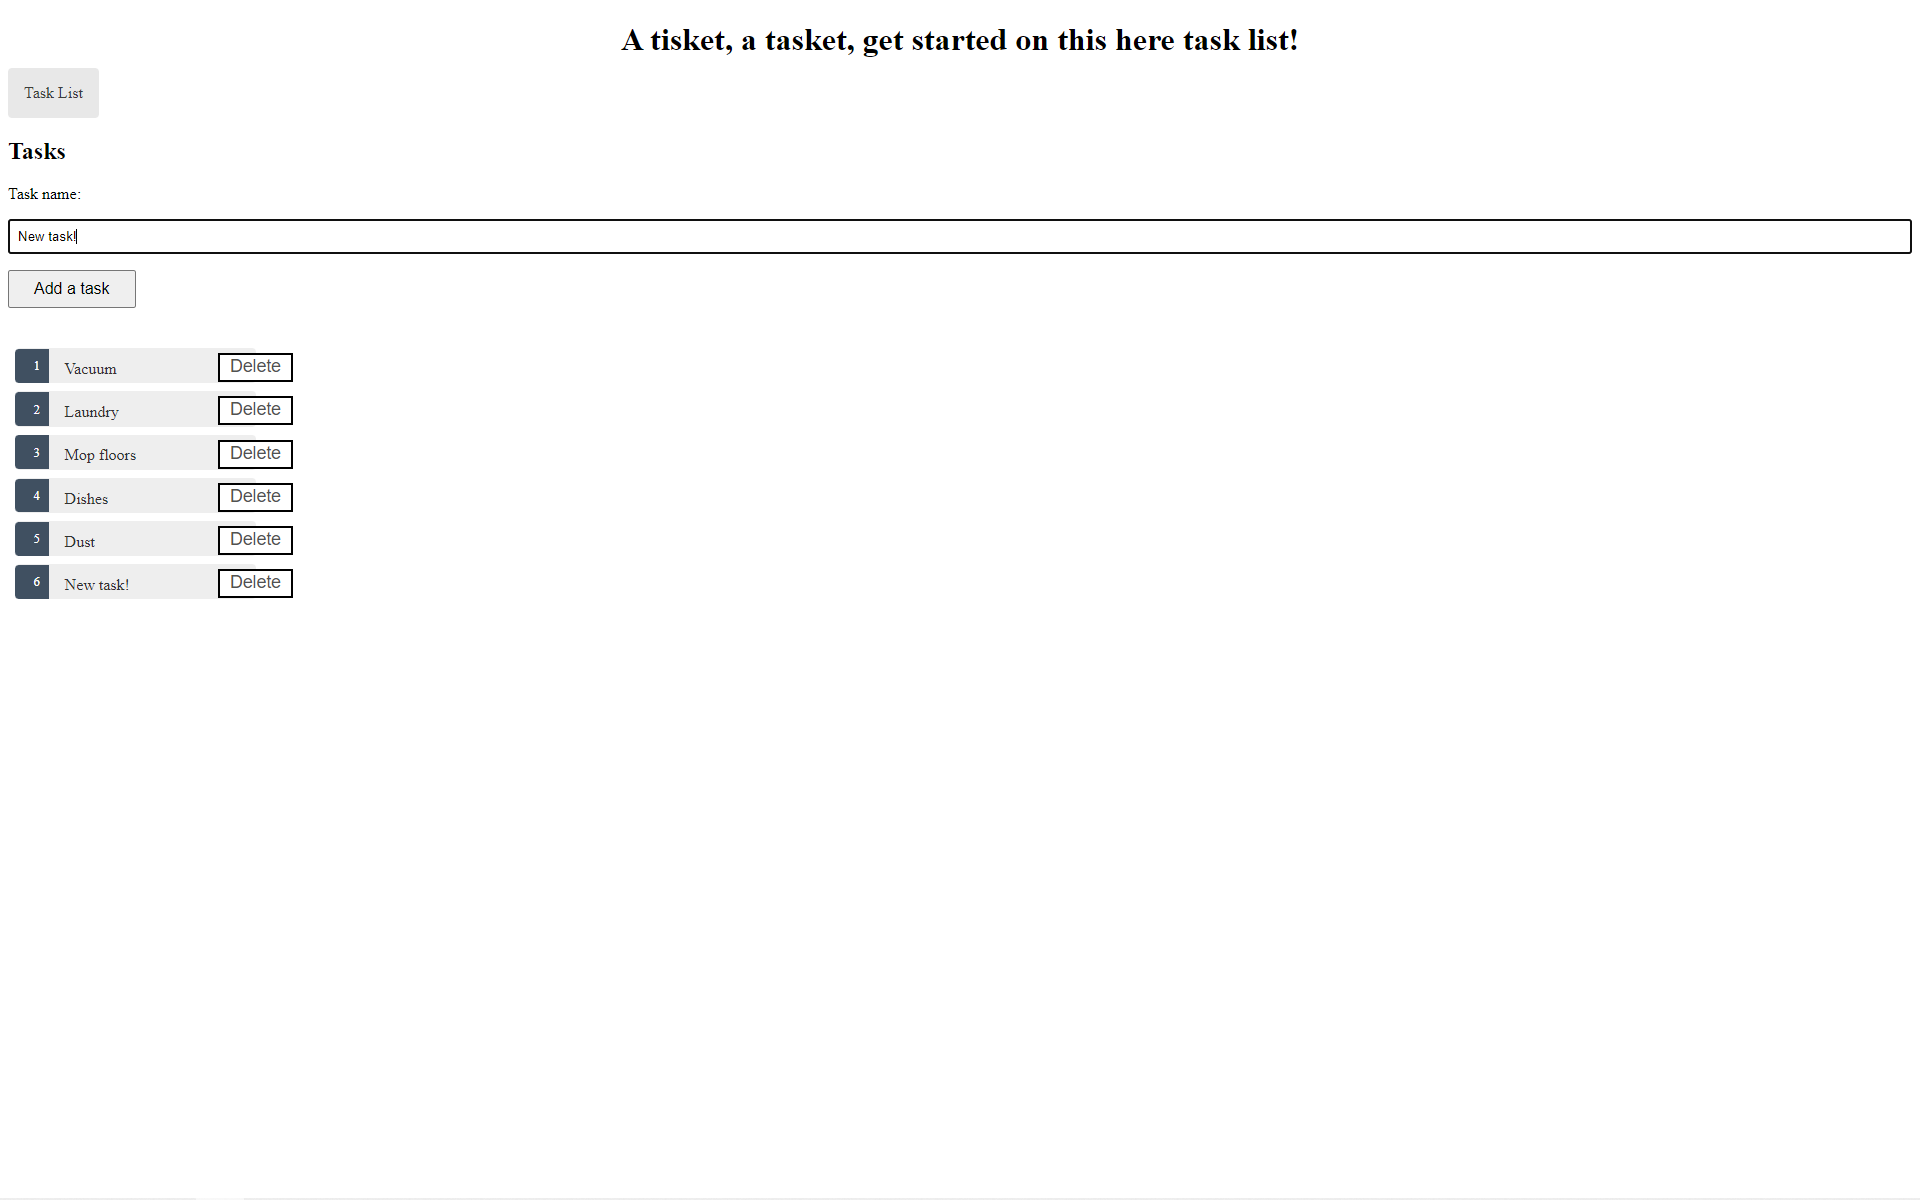 A tisket, a tasket, get started on this here task list!
Task List
Tasks
Task name:
New task!
Add a task
1 Vacuum Delete
2 Laundry Delete
3 Mop floors Delete
4 Dishes Delete
5 Dust Delete
6 New task! Delete